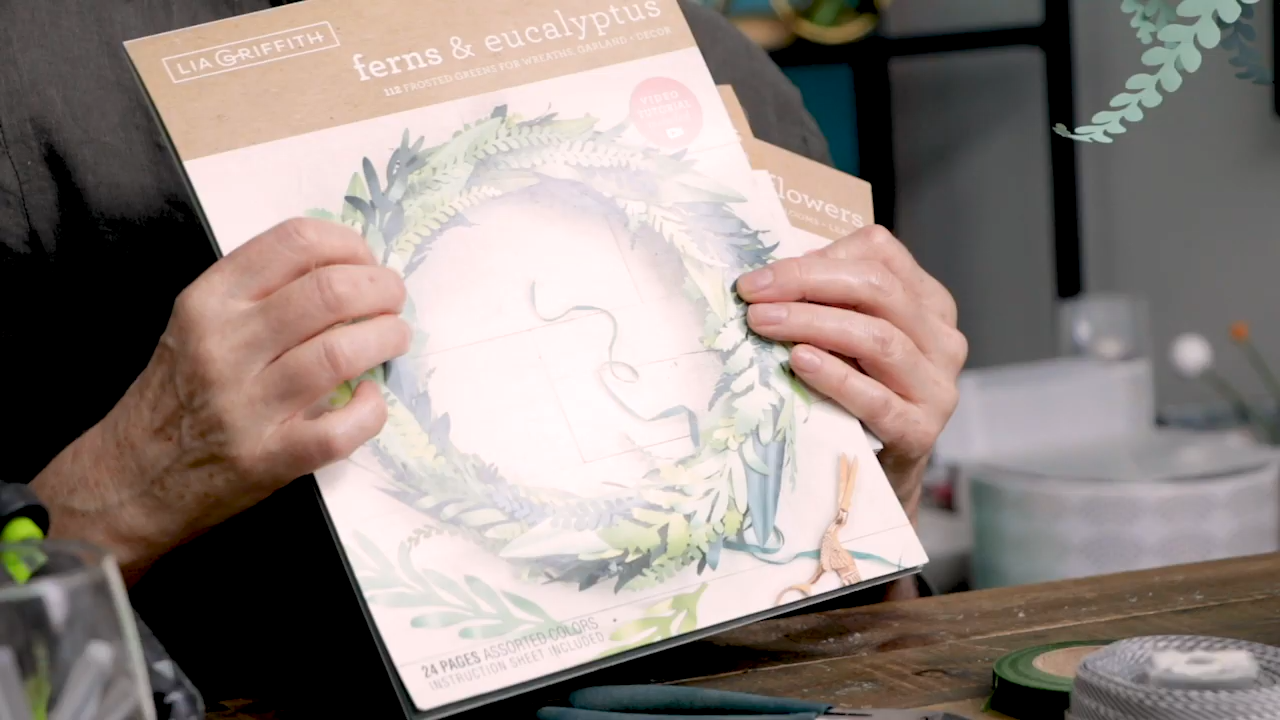 LIA GRIFFITH
ferns & eucalyptus
112 FROSTED GREENS FOR WREATHS, GARLAND + DECOR
VIDEO
TUTORIAL
flowers
24 PAGES ASSORTED COLORS
INSTRUCTION SHEET INCLUDED